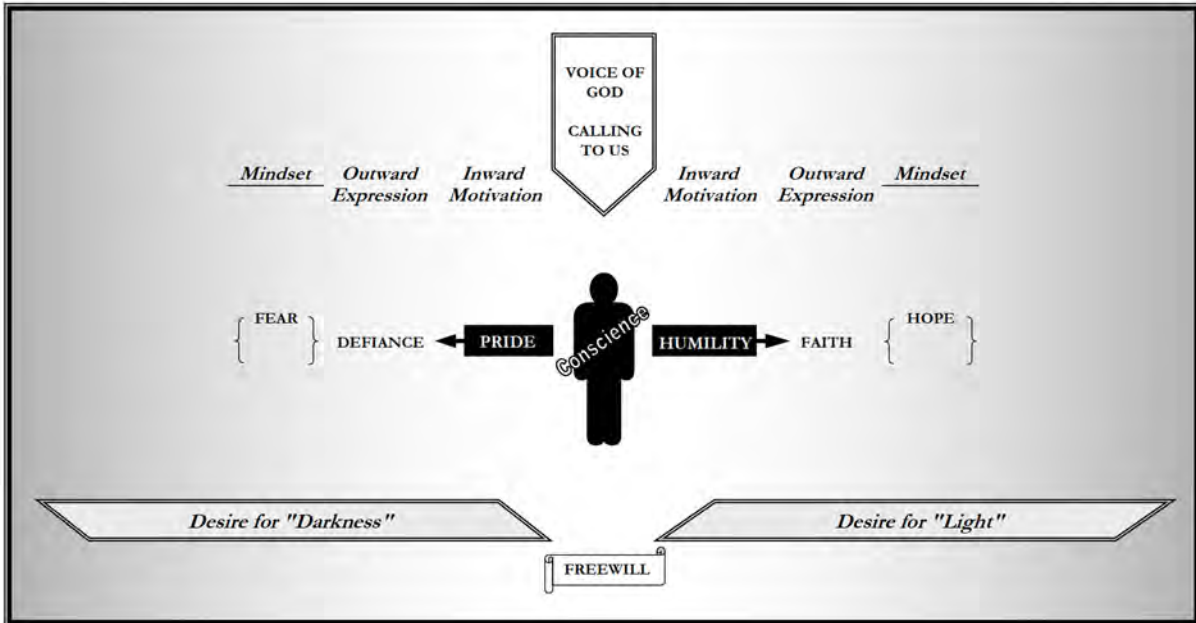 VOICE OF
GOD
CALLING
TO US
Mindset
Outward
Expression
Inward
Motivation
Inward
Motivation
Outward
Expression
Mindset
{ FEAR }
DEFIANCE
PRIDE
Conscience
HUMILITY
FAITH
{ HOPE }
Desire for "Darkness"
Desire for "Light"
FREEWILL